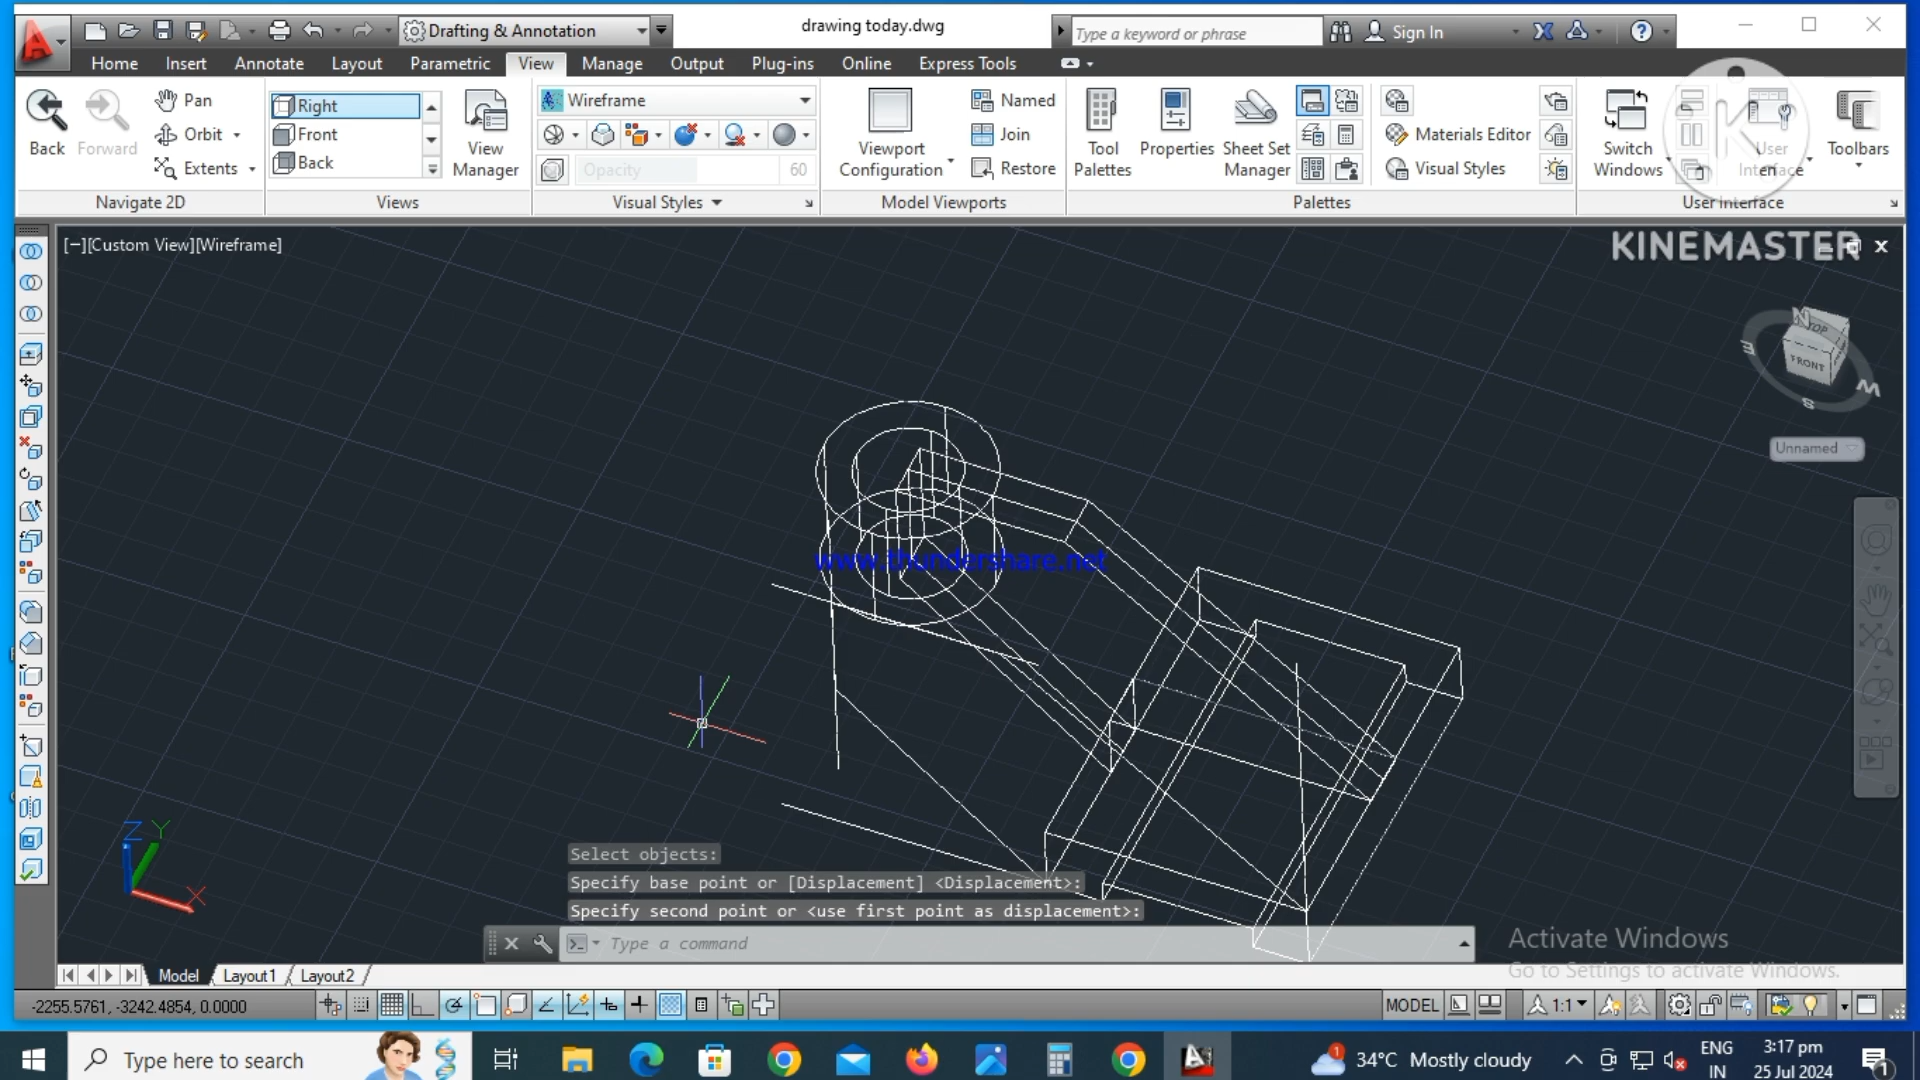 Drafting & Annotation
drawing today.dwg
Type a keyword or phrase
Sign In
Home Insert Annotate Layout Parametric View Manage Output Plug-ins Online Express Tools
Back
Forward
Pan
Orbit
Extents
Navigate 2D
Right
Front
Back
View
Manager
Views
Wireframe
Opacity 60
Visual Styles
Viewport
Configuration
Named
Join
Restore
Model Viewports
Tool
Palettes
Properties
Sheet Set
Manager
Materials Editor
Visual Styles
Palettes
Switch
Windows
User
Interface
Toolbars
User Interface
[−][Custom View][Wireframe]
KINEMASTER
N
TOP
FRONT
W
S
Unnamed
www.thundershare.net
Z Y
X
Select objects:
Specify base point or [Displacement] <Displacement>:
Specify second point or <use first point as displacement>:
Type a command
Activate Windows
Go to Settings to activate Windows.
Model Layout1 Layout2
-2255.5761, -3242.4854, 0.0000
MODEL
1:1
Type here to search
1
34°C Mostly cloudy
ENG
IN
3:17 pm
25 Jul 2024
1